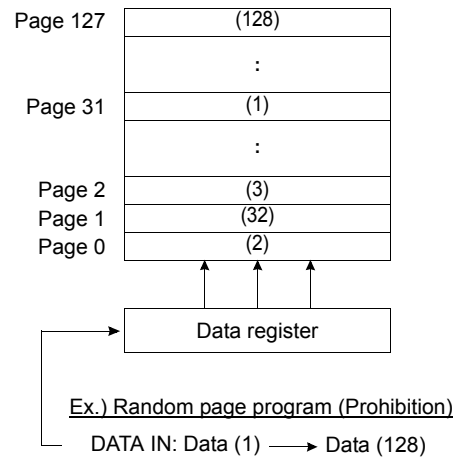 Page 127 (128)
:
Page 31 (1)
:
Page 2 (3)
Page 1 (32)
Page 0 (2)
Data register
Ex.) Random page program (Prohibition)
DATA IN: Data (1) Data (128)